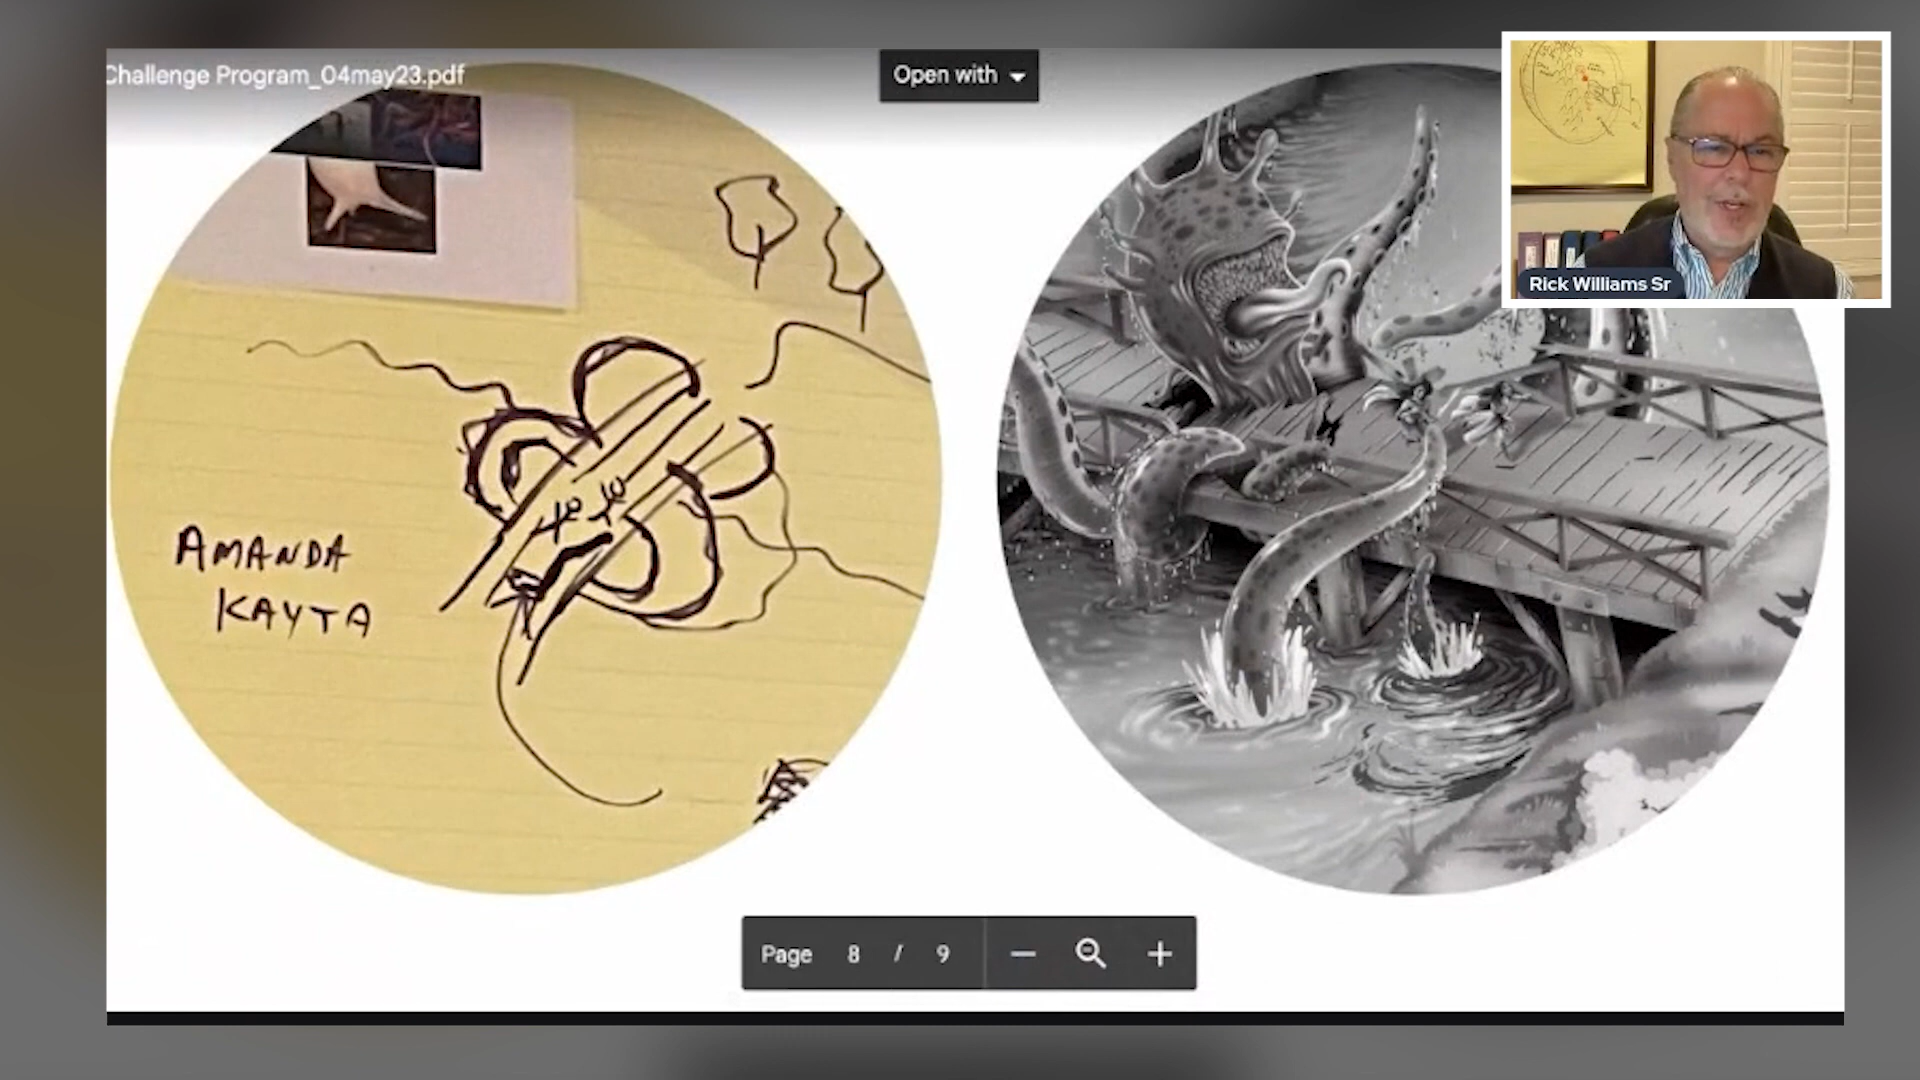 Challenge Program_04may23.pdf
Open with
Rick Williams Sr
AMANDA
KAYTA
Page 8 / 9